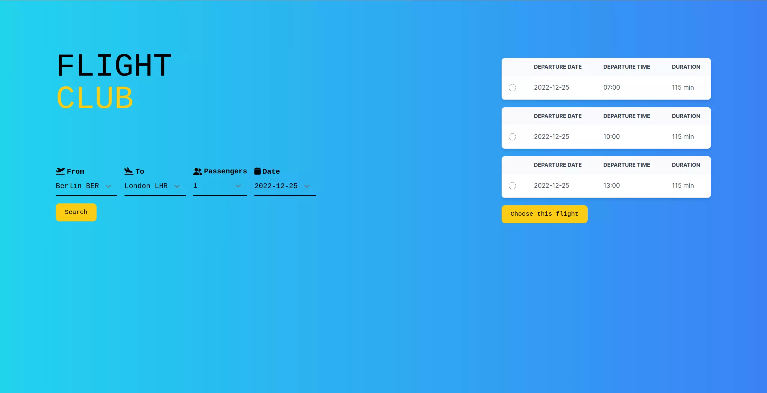 FLIGHT
CLUB
From To Passengers Date
Berlin BER London LHR 1 2022-12-25
Search
DEPARTURE DATE DEPARTURE TIME DURATION
2022-12-25 07:00 115 min
DEPARTURE DATE DEPARTURE TIME DURATION
2022-12-25 10:00 115 min
DEPARTURE DATE DEPARTURE TIME DURATION
2022-12-25 13:00 115 min
Choose this flight